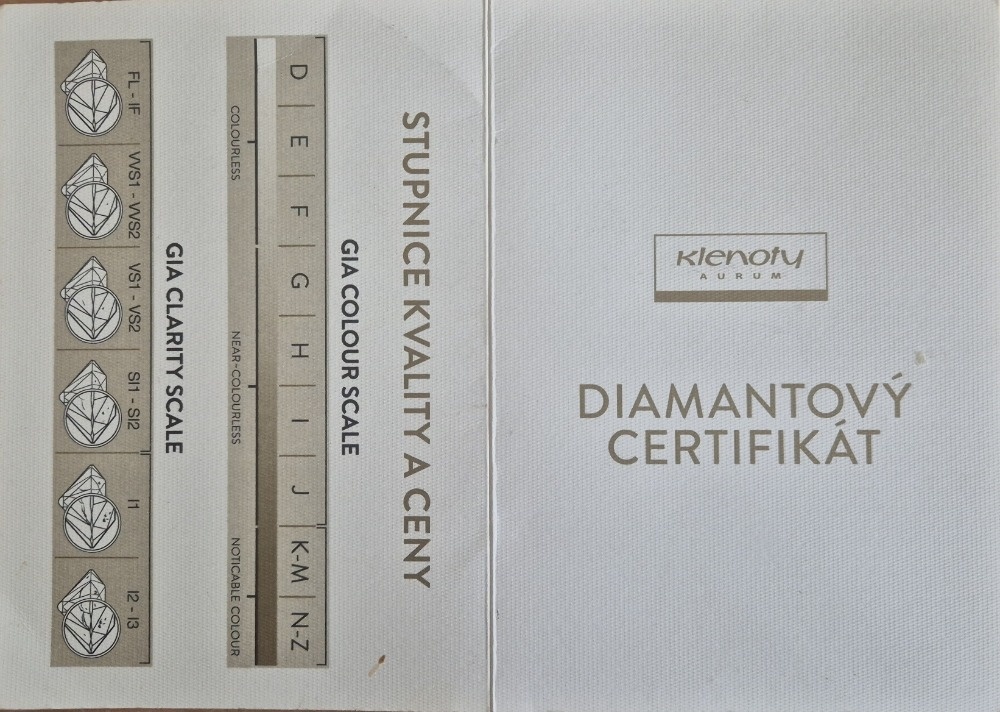 STUPNICE KVALITY A CENY
GIA COLOUR SCALE
D E F G H I J K-M N-Z
COLOURLESS NEAR-COLOURLESS NOTICABLE COLOUR
GIA CLARITY SCALE
FL - IF VVS1 - VVS2 VS1 - VS2 SI1 - SI2 I1 I2 - I3
Klenoty
AURUM
DIAMANTOVÝ
CERTIFIKÁT